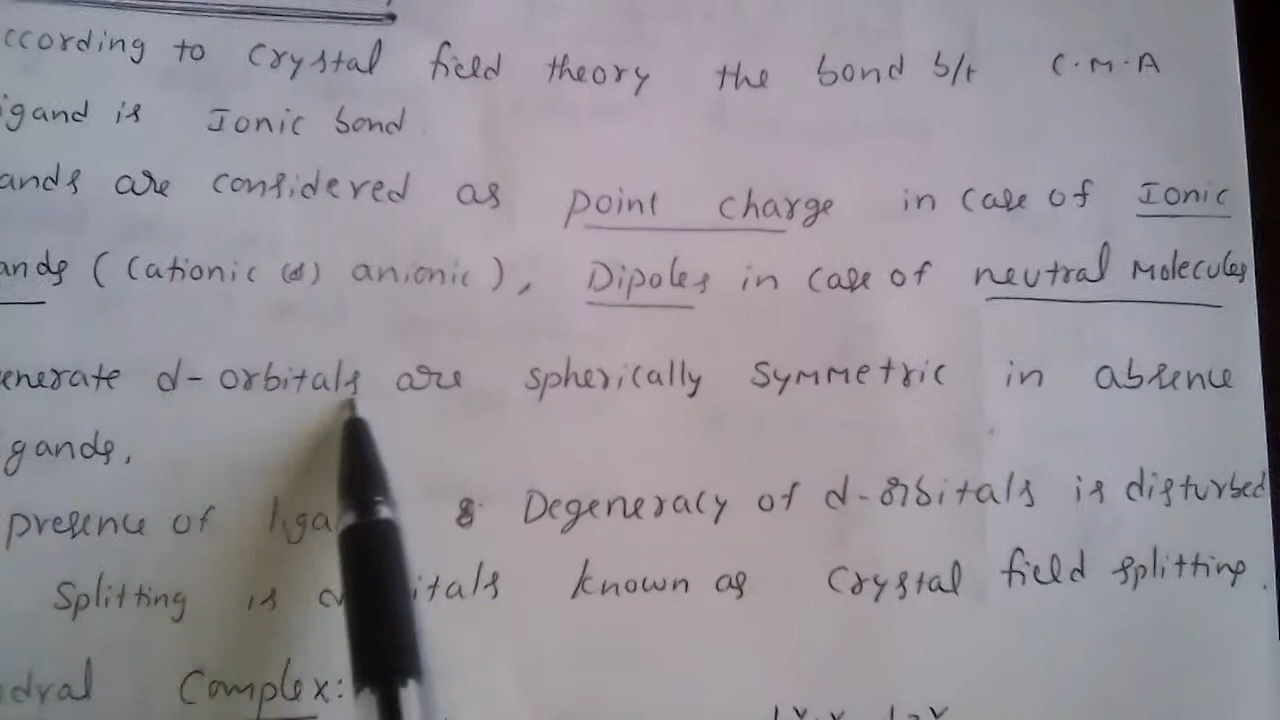 ccording to Crystal field theory the bond b/t C.M.A
igand is Ionic bond
ands are considered as point charge in case of Ionic
ands (Cationic (or) anionic), Dipoles in case of neutral Molecules
enerate d-orbitals are spherically symmetric in absence
gands,
presence of liga & Degeneracy of d-orbitals is disturbed
Splitting is itals known as Crystal field splitting.
edral Complex: